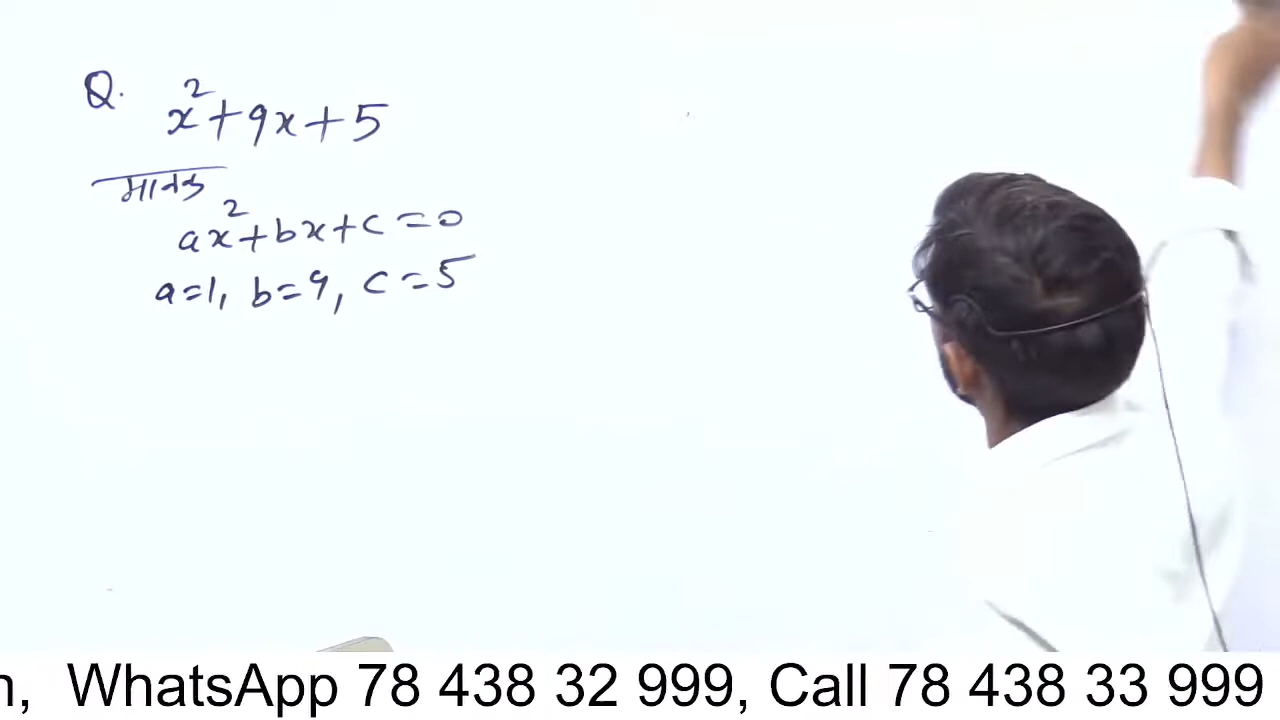 Q. x² + 9x + 5
मानक
ax² + bx + c = 0
a = 1, b = 9, c = 5
n, WhatsApp 78 438 32 999, Call 78 438 33 999